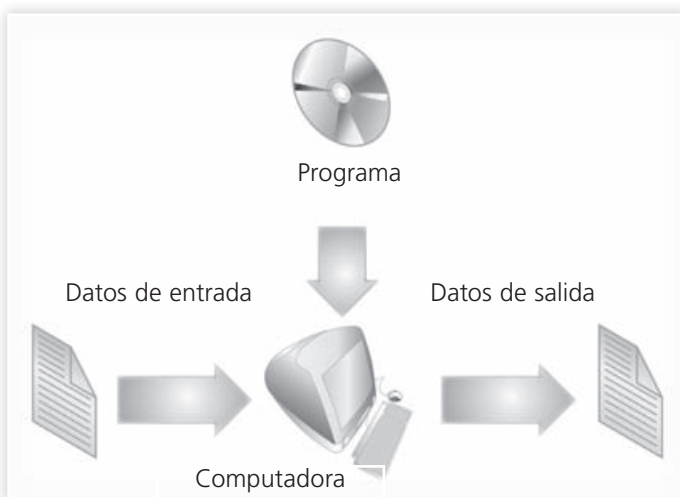 Programa
Datos de entrada
Datos de salida
Computadora